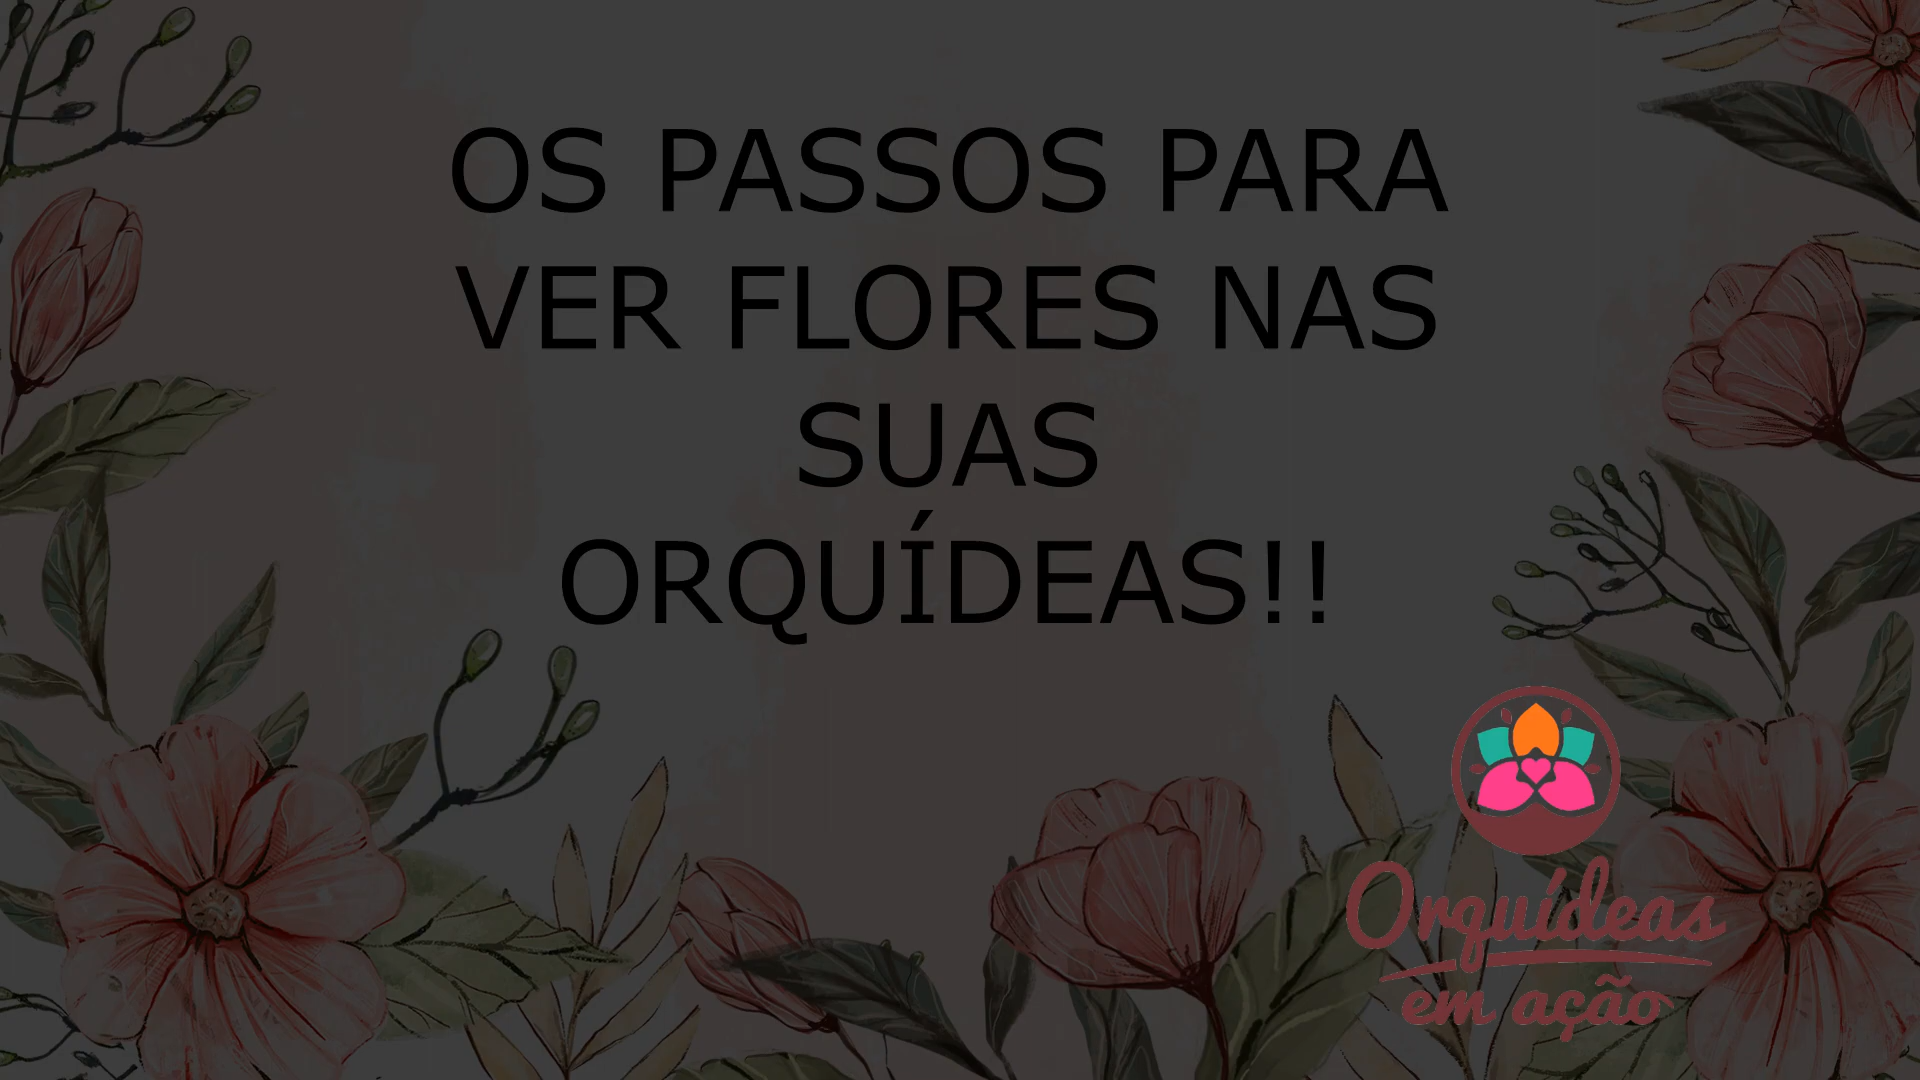 OS PASSOS PARA
VER FLORES NAS
SUAS
ORQUÍDEAS!!
Orquídeas
em ação